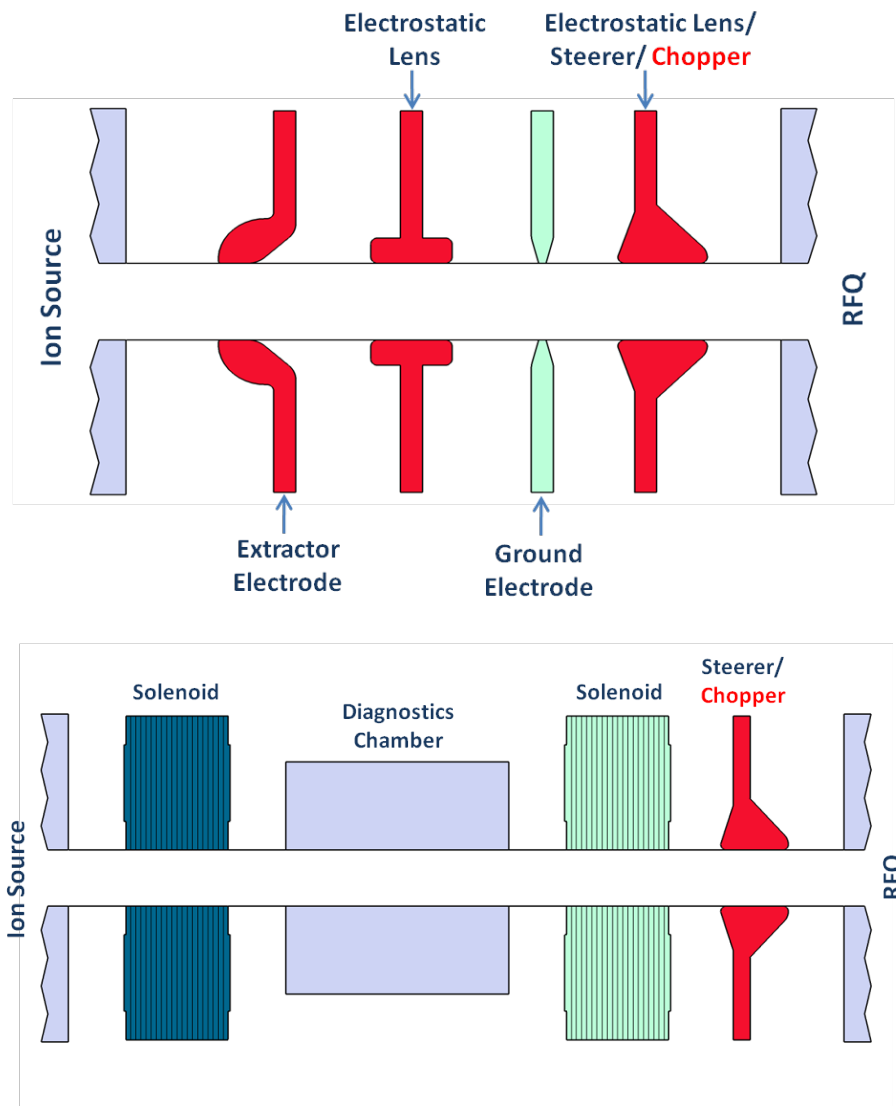 Electrostatic
Lens
Electrostatic Lens/
Steerer/ Chopper
Ion Source
RFQ
Extractor
Electrode
Ground
Electrode
Solenoid
Diagnostics
Chamber
Solenoid
Steerer/
Chopper
Ion Source
RFQ